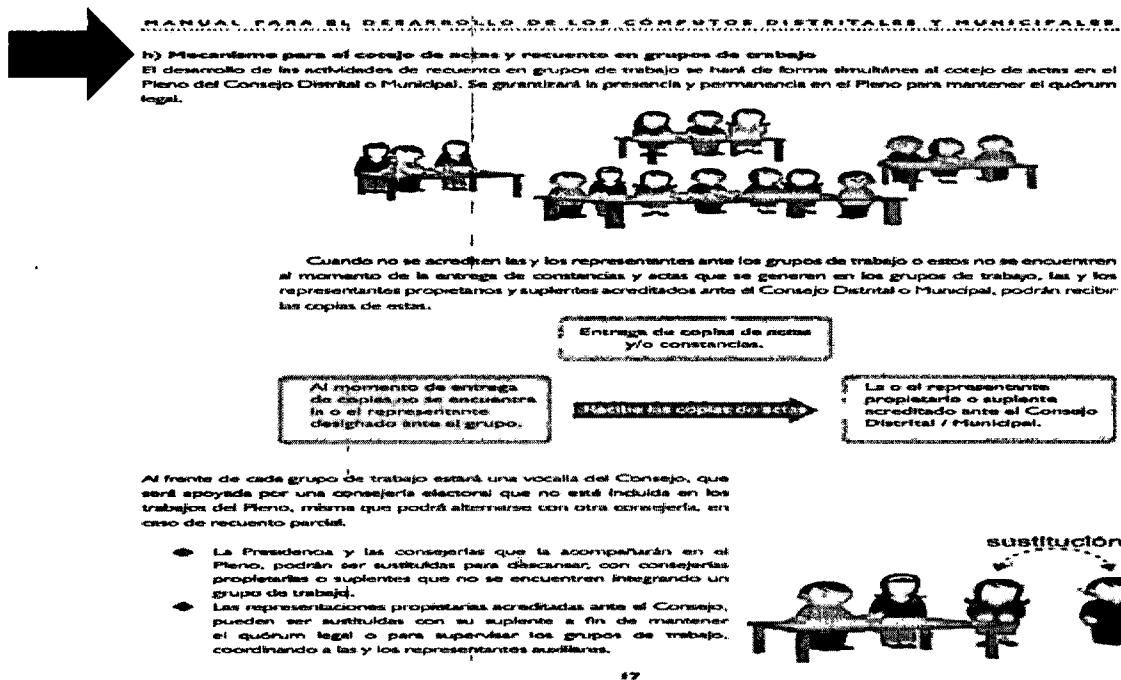 MANUAL PARA EL DESARROLLO DE LOS CÓMPUTOS DISTRITALES Y MUNICIPALES
h) Mecanismo para el cotejo de actas y recuento en grupos de trabajo
El desarrollo de las actividades de recuento en grupos de trabajo se hará de forma simultánea al cotejo de actas en el
Pleno del Consejo Distrital o Municipal. Se garantizará la presencia y permanencia en el Pleno para mantener el quórum
legal.
Cuando no se acrediten las y los representantes ante los grupos de trabajo o estos no se encuentren
al momento de la entrega de constancias y actas que se generen en los grupos de trabajo, las y los
representantes propietarios y suplentes acreditados ante el Consejo Distrital o Municipal, podrán recibir
las copias de estas.
Entrega de copias de actas
y/o constancias.
Al momento de entrega
de copias no se encuentra
la o el representante
designado ante el grupo.
Recibe las copias de acta
La o el representante
propietario o suplente
acreditado ante el Consejo
Distrital / Municipal.
Al frente de cada grupo de trabajo estará una vocalía del Consejo, que
será apoyada por una consejería electoral que no está incluida en los
trabajos del Pleno, misma que podrá alternarse con otra consejería, en
caso de recuento parcial.
La Presidencia y las consejerías que la acompañarán en el
Pleno, podrán ser sustituidas para descansar, con consejerías
propietarias o suplentes que no se encuentren integrando un
grupo de trabajo.
Las representaciones propietarias acreditadas ante el Consejo,
pueden ser sustituidas con su suplente a fin de mantener
el quórum legal o para supervisar los grupos de trabajo,
coordinando a las y los representantes auxiliares.
sustitución
17